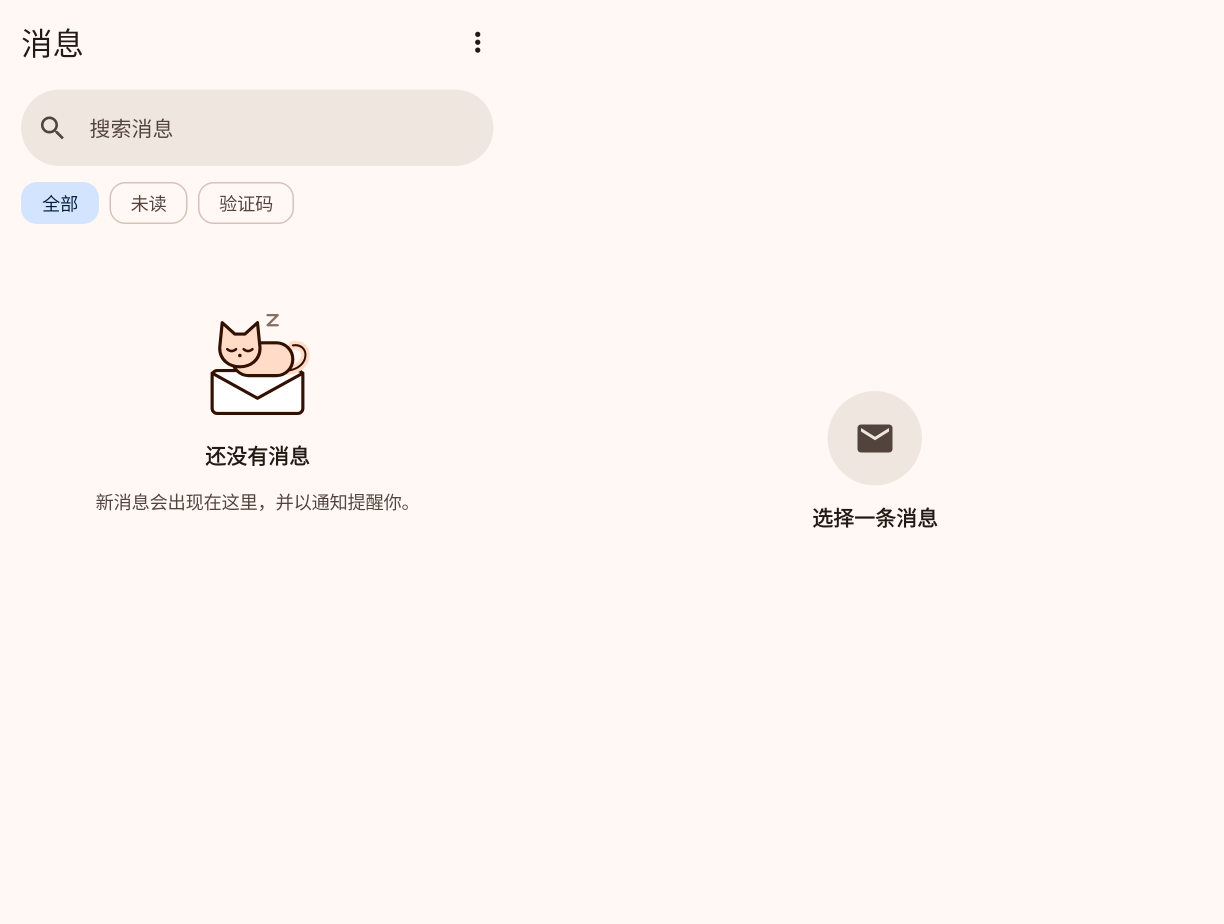 消息
搜索消息
全部
未读
验证码
z
还没有消息
新消息会出现在这里，并以通知提醒你。
选择一条消息